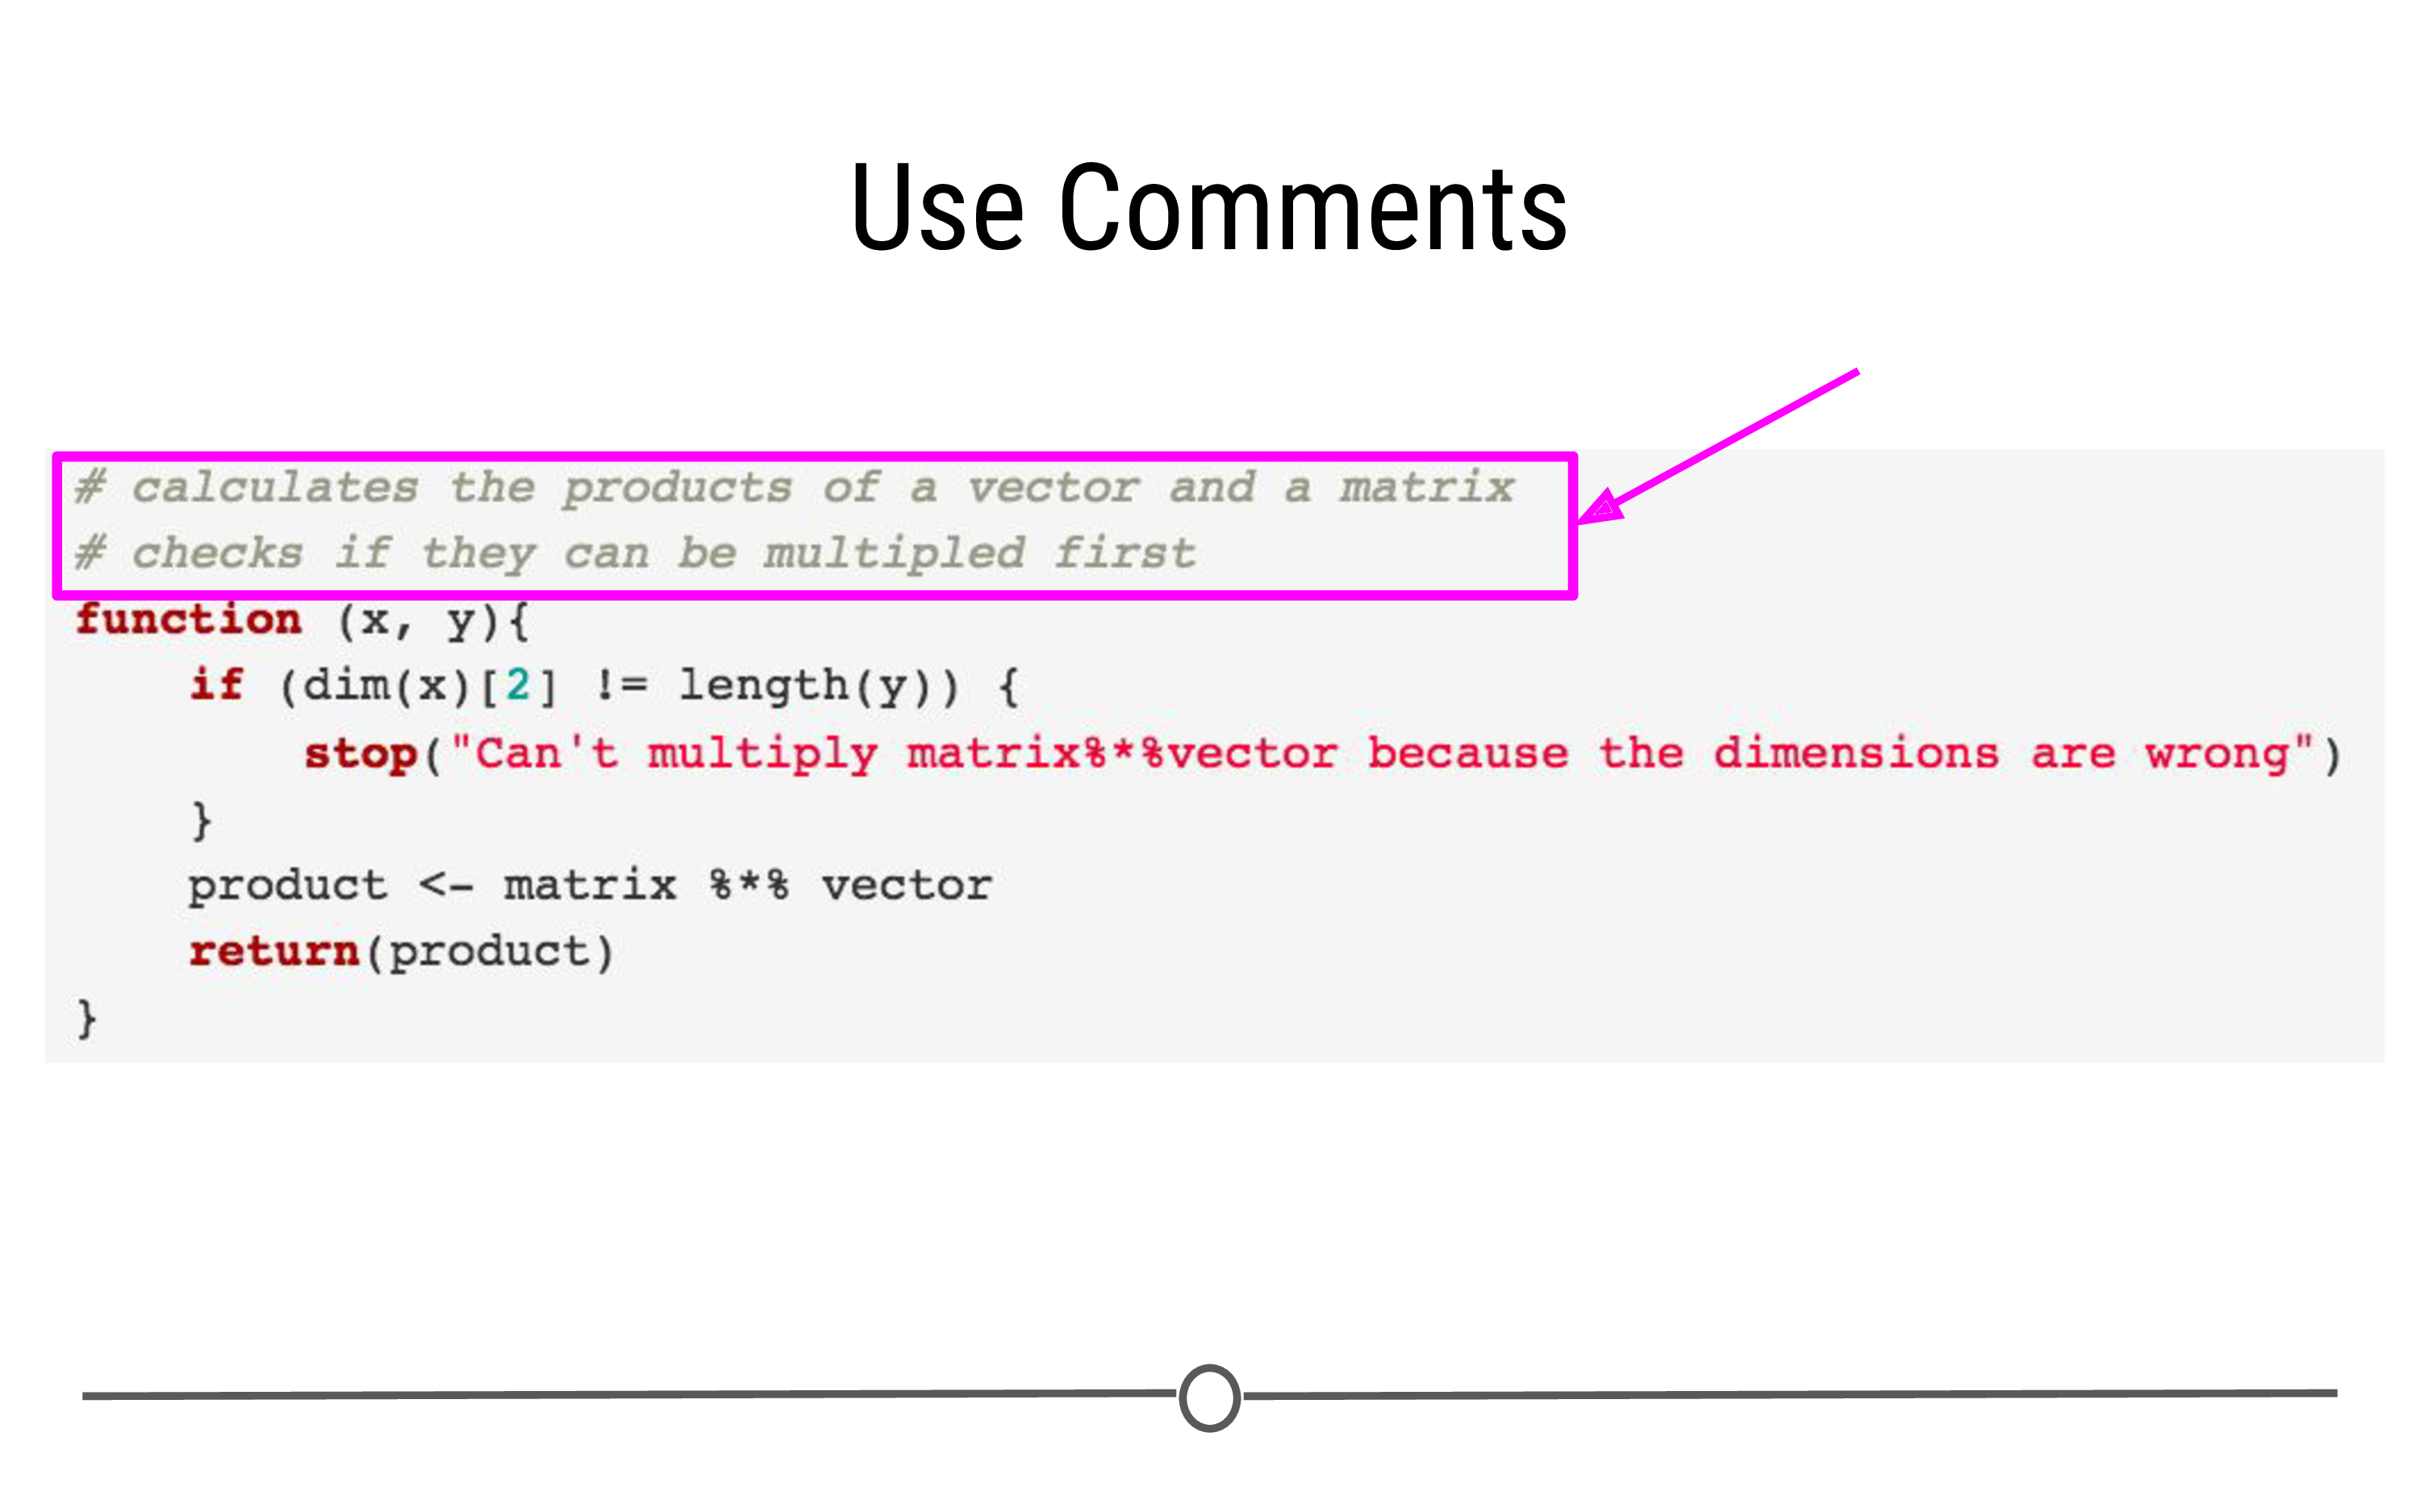 Use Comments
# calculates the products of a vector and a matrix
# checks if they can be multipled first
function (x, y){
    if (dim(x)[2] != length(y)) {
        stop("Can't multiply matrix%*%vector because the dimensions are wrong")
    }
    product <- matrix %*% vector
    return(product)
}